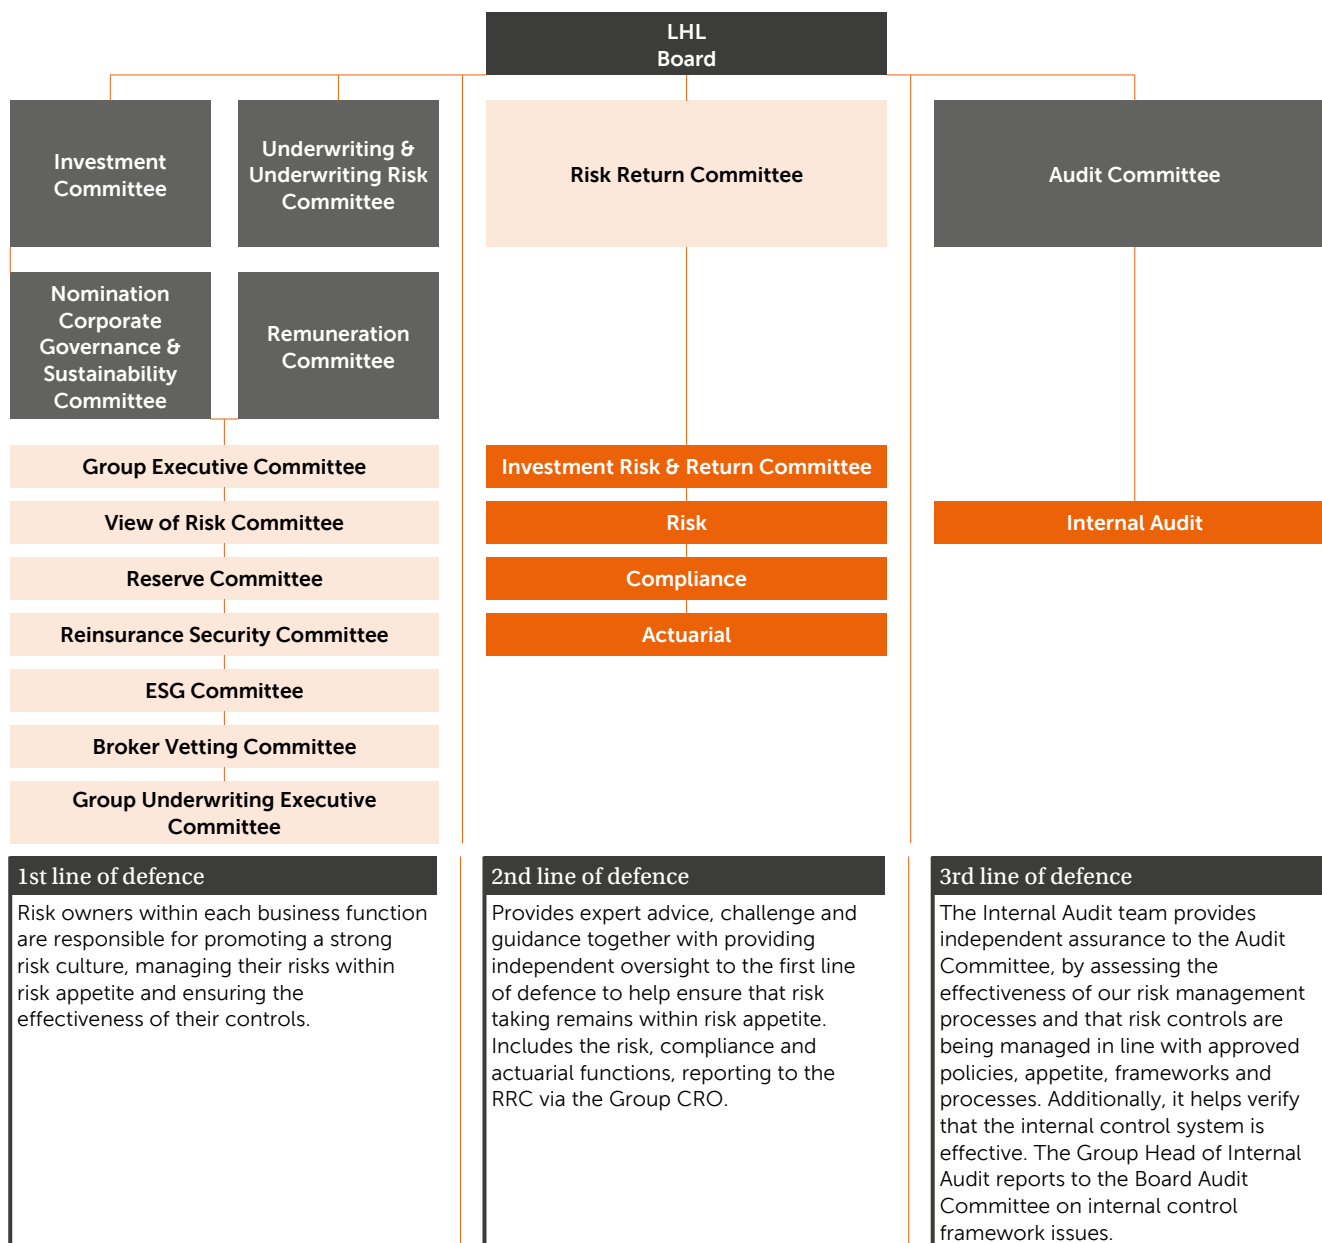 LHL
Board
Investment
Committee
Underwriting &
Underwriting Risk
Committee
Risk Return Committee
Audit Committee
Nomination
Corporate
Governance &
Sustainability
Committee
Remuneration
Committee
Group Executive Committee
View of Risk Committee
Reserve Committee
Reinsurance Security Committee
ESG Committee
Broker Vetting Committee
Group Underwriting Executive
Committee
Investment Risk & Return Committee
Risk
Compliance
Actuarial
Internal Audit
1st line of defence
Risk owners within each business function
are responsible for promoting a strong
risk culture, managing their risks within
risk appetite and ensuring the
effectiveness of their controls.
2nd line of defence
Provides expert advice, challenge and
guidance together with providing
independent oversight to the first line
of defence to help ensure that risk
taking remains within risk appetite.
Includes the risk, compliance and
actuarial functions, reporting to the
RRC via the Group CRO.
3rd line of defence
The Internal Audit team provides
independent assurance to the Audit
Committee, by assessing the
effectiveness of our risk management
processes and that risk controls are
being managed in line with approved
policies, appetite, frameworks and
processes. Additionally, it helps verify
that the internal control system is
effective. The Group Head of Internal
Audit reports to the Board Audit
Committee on internal control
framework issues.